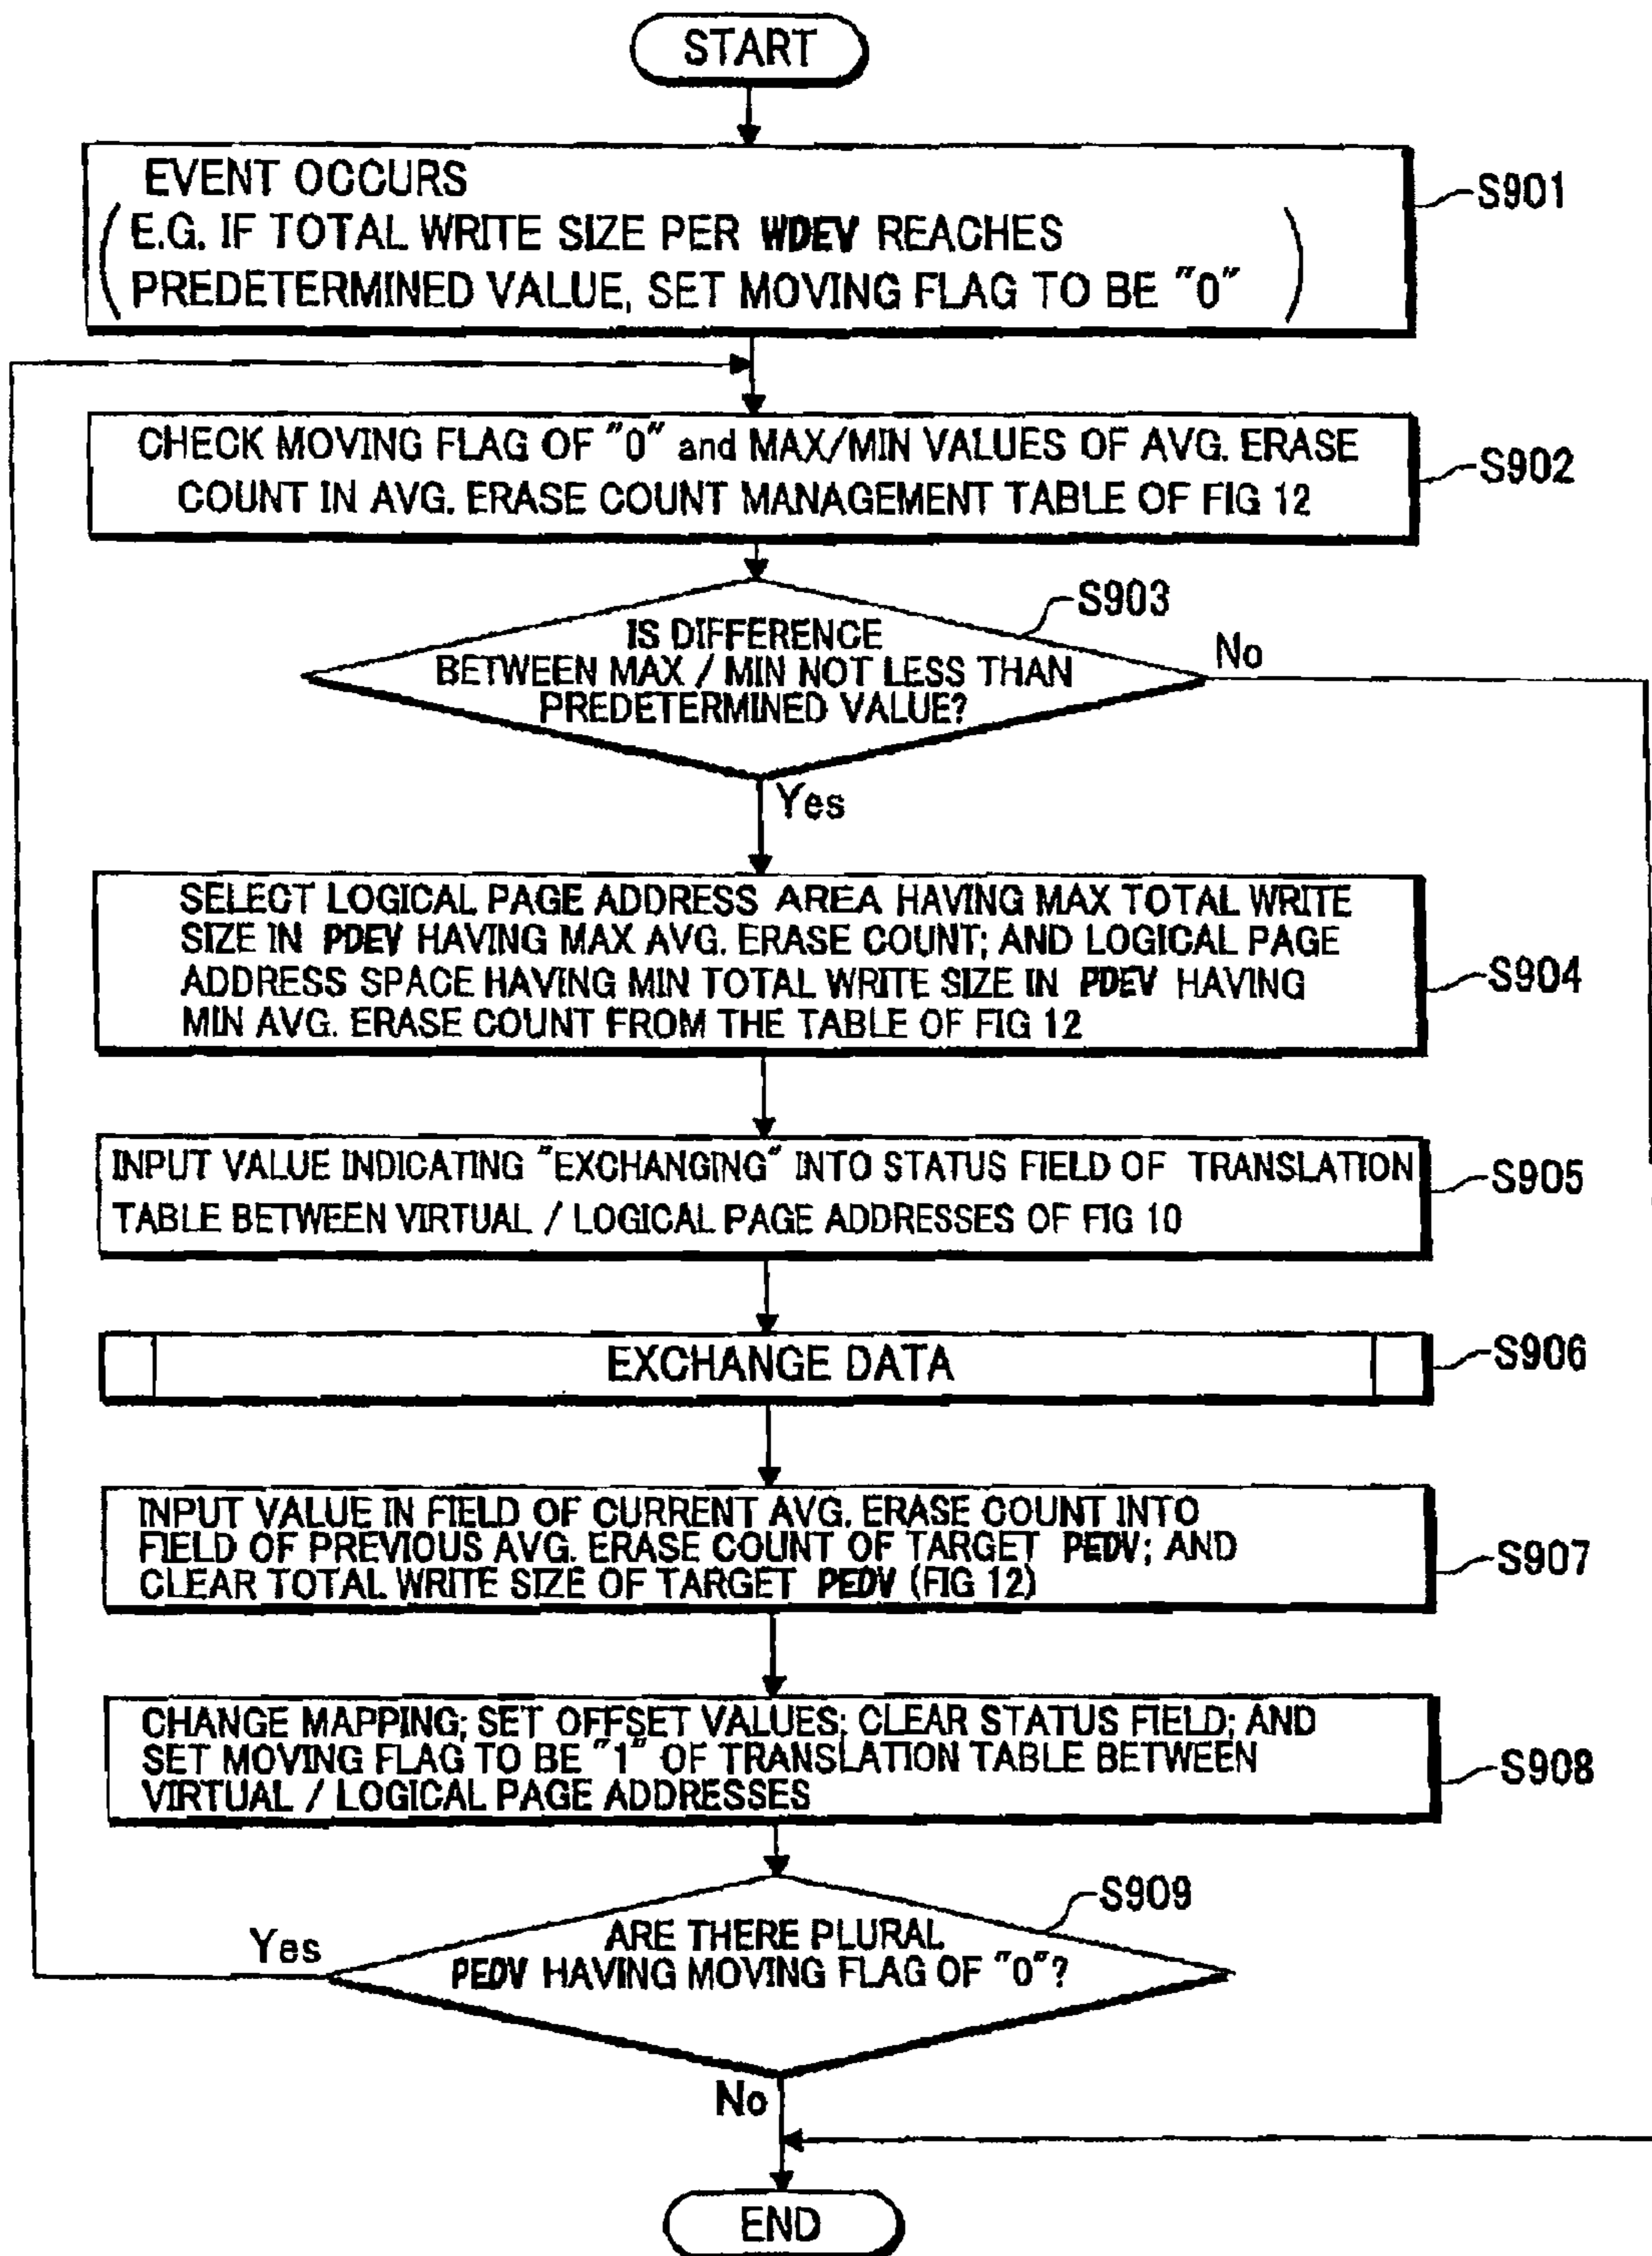 START
EVENT OCCURS
( E.G. IF TOTAL WRITE SIZE PER WDEV REACHES
PREDETERMINED VALUE, SET MOVING FLAG TO BE "0" )
S901
CHECK MOVING FLAG OF "0" and MAX/MIN VALUES OF AVG. ERASE
COUNT IN AVG. ERASE COUNT MANAGEMENT TABLE OF FIG 12
S902
S903
IS DIFFERENCE
BETWEEN MAX / MIN NOT LESS THAN
PREDETERMINED VALUE?
No
Yes
SELECT LOGICAL PAGE ADDRESS AREA HAVING MAX TOTAL WRITE
SIZE IN PDEV HAVING MAX AVG. ERASE COUNT; AND LOGICAL PAGE
ADDRESS SPACE HAVING MIN TOTAL WRITE SIZE IN PDEV HAVING
MIN AVG. ERASE COUNT FROM THE TABLE OF FIG 12
S904
INPUT VALUE INDICATING "EXCHANGING" INTO STATUS FIELD OF TRANSLATION
TABLE BETWEEN VIRTUAL / LOGICAL PAGE ADDRESSES OF FIG 10
S905
EXCHANGE DATA
S906
INPUT VALUE IN FIELD OF CURRENT AVG. ERASE COUNT INTO
FIELD OF PREVIOUS AVG. ERASE COUNT OF TARGET PEDV; AND
CLEAR TOTAL WRITE SIZE OF TARGET PEDV (FIG 12)
S907
CHANGE MAPPING; SET OFFSET VALUES; CLEAR STATUS FIELD; AND
SET MOVING FLAG TO BE "1" OF TRANSLATION TABLE BETWEEN
VIRTUAL / LOGICAL PAGE ADDRESSES
S908
S909
ARE THERE PLURAL
PEDV HAVING MOVING FLAG OF "0"?
Yes
No
END